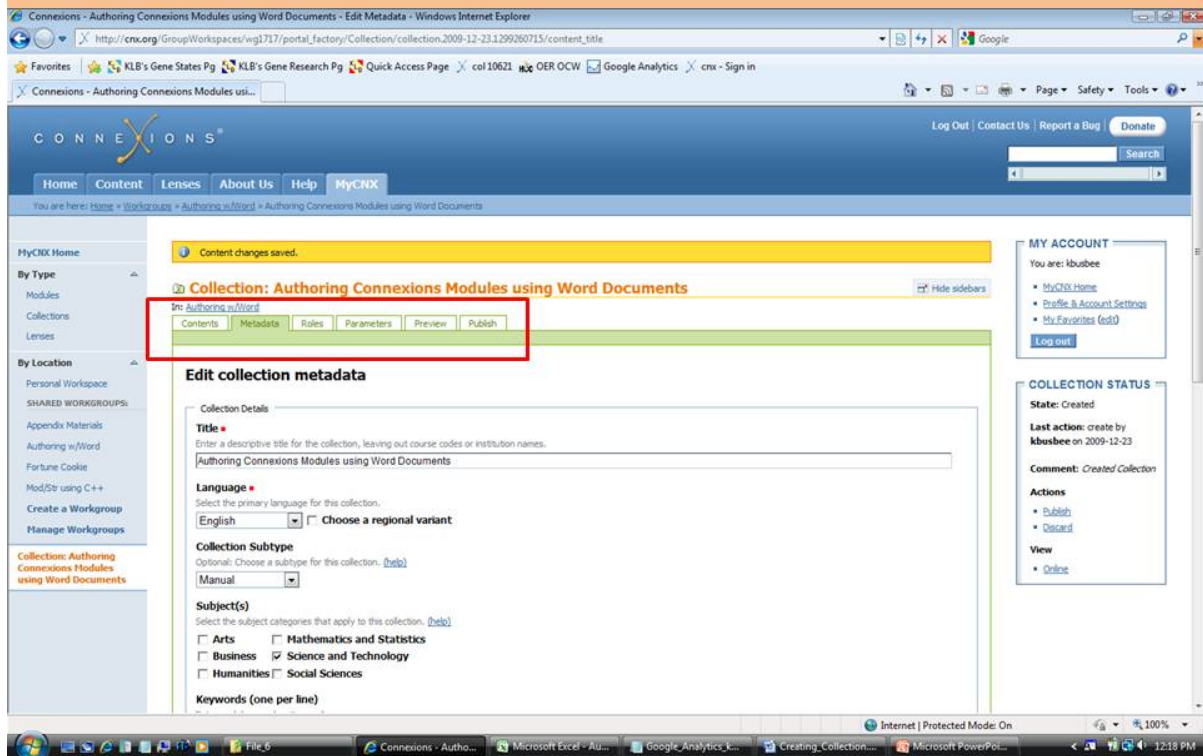 Connexions - Authoring Connexions Modules using Word Documents - Edit Metadata - Windows Internet Explorer
http://cnx.org/GroupWorkspaces/wg1717/portal_factory/Collection/collection.2009-12-23.1299260715/content_title
Google
Favorites KLB's Gene States Pg KLB's Gene Research Pg Quick Access Page col10621 OER OCW Google Analytics cnx - Sign in
Connexions - Authoring Connexions Modules usi...
Page Safety Tools
CONNEXIONS
Log Out | Contact Us | Report a Bug | Donate
Search
Home Content Lenses About Us Help MyCNX
You are here: Home » Workgroups » Authoring w/Word » Authoring Connexions Modules using Word Documents
MyCNX Home
By Type
Modules
Collections
Lenses
By Location
Personal Workspace
SHARED WORKGROUPS:
Appendix Materials
Authoring w/Word
Fortune Cookie
Mod/Str using C++
Create a Workgroup
Manage Workgroups
Collection: Authoring
Connexions Modules
using Word Documents
Content changes saved.
Collection: Authoring Connexions Modules using Word Documents
Hide sidebars
In: Authoring w/Word
Contents Metadata Roles Parameters Preview Publish
Edit collection metadata
Collection Details
Title
Enter a descriptive title for the collection, leaving out course codes or institution names.
Authoring Connexions Modules using Word Documents
Language
Select the primary language for this collection.
English Choose a regional variant
Collection Subtype
Optional: Choose a subtype for this collection. (help)
Manual
Subject(s)
Select the subject categories that apply to this collection. (help)
Arts Mathematics and Statistics
Business Science and Technology
Humanities Social Sciences
Keywords (one per line)
MY ACCOUNT
You are: kbusbee
MyCNX Home
Profile & Account Settings
My Favorites (edit)
Log out
COLLECTION STATUS
State: Created
Last action: create by
kbusbee on 2009-12-23
Comment: Created Collection
Actions
Publish
Discard
View
Online
Internet | Protected Mode: On
100%
File_6
Connexions - Autho...
Microsoft Excel - Au...
Google_Analytics_k...
Creating_Collection....
Microsoft PowerPoi...
12:18 PM